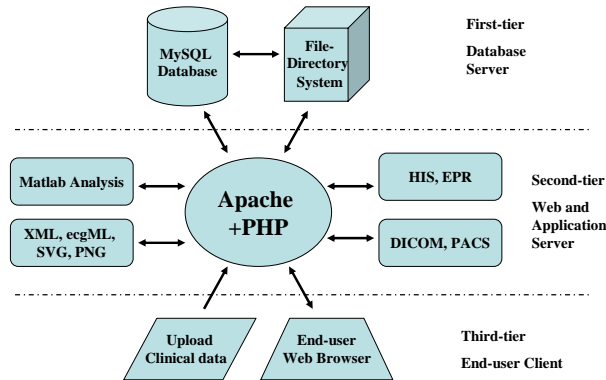 MySQL
Database
File-
Directory
System
First-tier
Database
Server
Matlab Analysis
XML, ecgML,
SVG, PNG
Apache
+PHP
HIS, EPR
DICOM, PACS
Second-tier
Web and
Application
Server
Upload
Clinical data
End-user
Web Browser
Third-tier
End-user Client